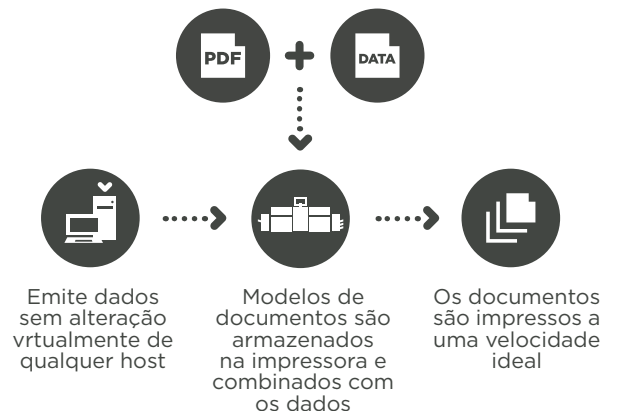 PDF
DATA
Emite dados
sem alteração
vrtualmente de
qualquer host
Modelos de
documentos são
armazenados
na impressora e
combinados com
os dados
Os documentos
são impressos a
uma velocidade
ideal